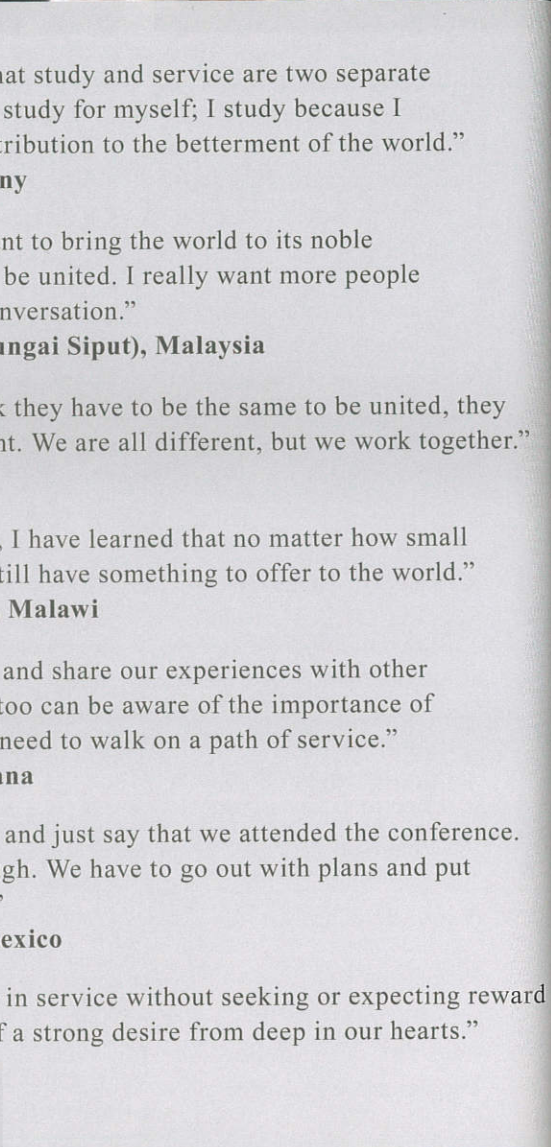 hat study and service are two separate
study for myself; I study because I
tribution to the betterment of the world.”
ny
nt to bring the world to its noble
be united. I really want more people
nversation.”
ungai Siput), Malaysia
k they have to be the same to be united, they
nt. We are all different, but we work together.”
, I have learned that no matter how small
till have something to offer to the world.”
Malawi
and share our experiences with other
too can be aware of the importance of
need to walk on a path of service.”
ana
and just say that we attended the conference.
gh. We have to go out with plans and put
”
exico
in service without seeking or expecting reward
f a strong desire from deep in our hearts.”